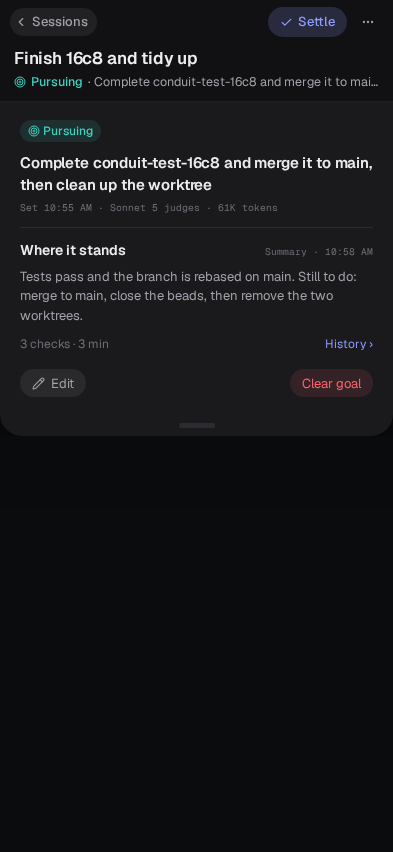 Sessions
Settle
Finish 16c8 and tidy up
Pursuing · Complete conduit-test-16c8 and merge it to mai…
Pursuing
Complete conduit-test-16c8 and merge it to main,
then clean up the worktree
Set 10:55 AM · Sonnet 5 judges · 61K tokens
Where it stands
Summary · 10:58 AM
Tests pass and the branch is rebased on main. Still to do:
merge to main, close the beads, then remove the two
worktrees.
3 checks · 3 min
History ›
Edit
Clear goal